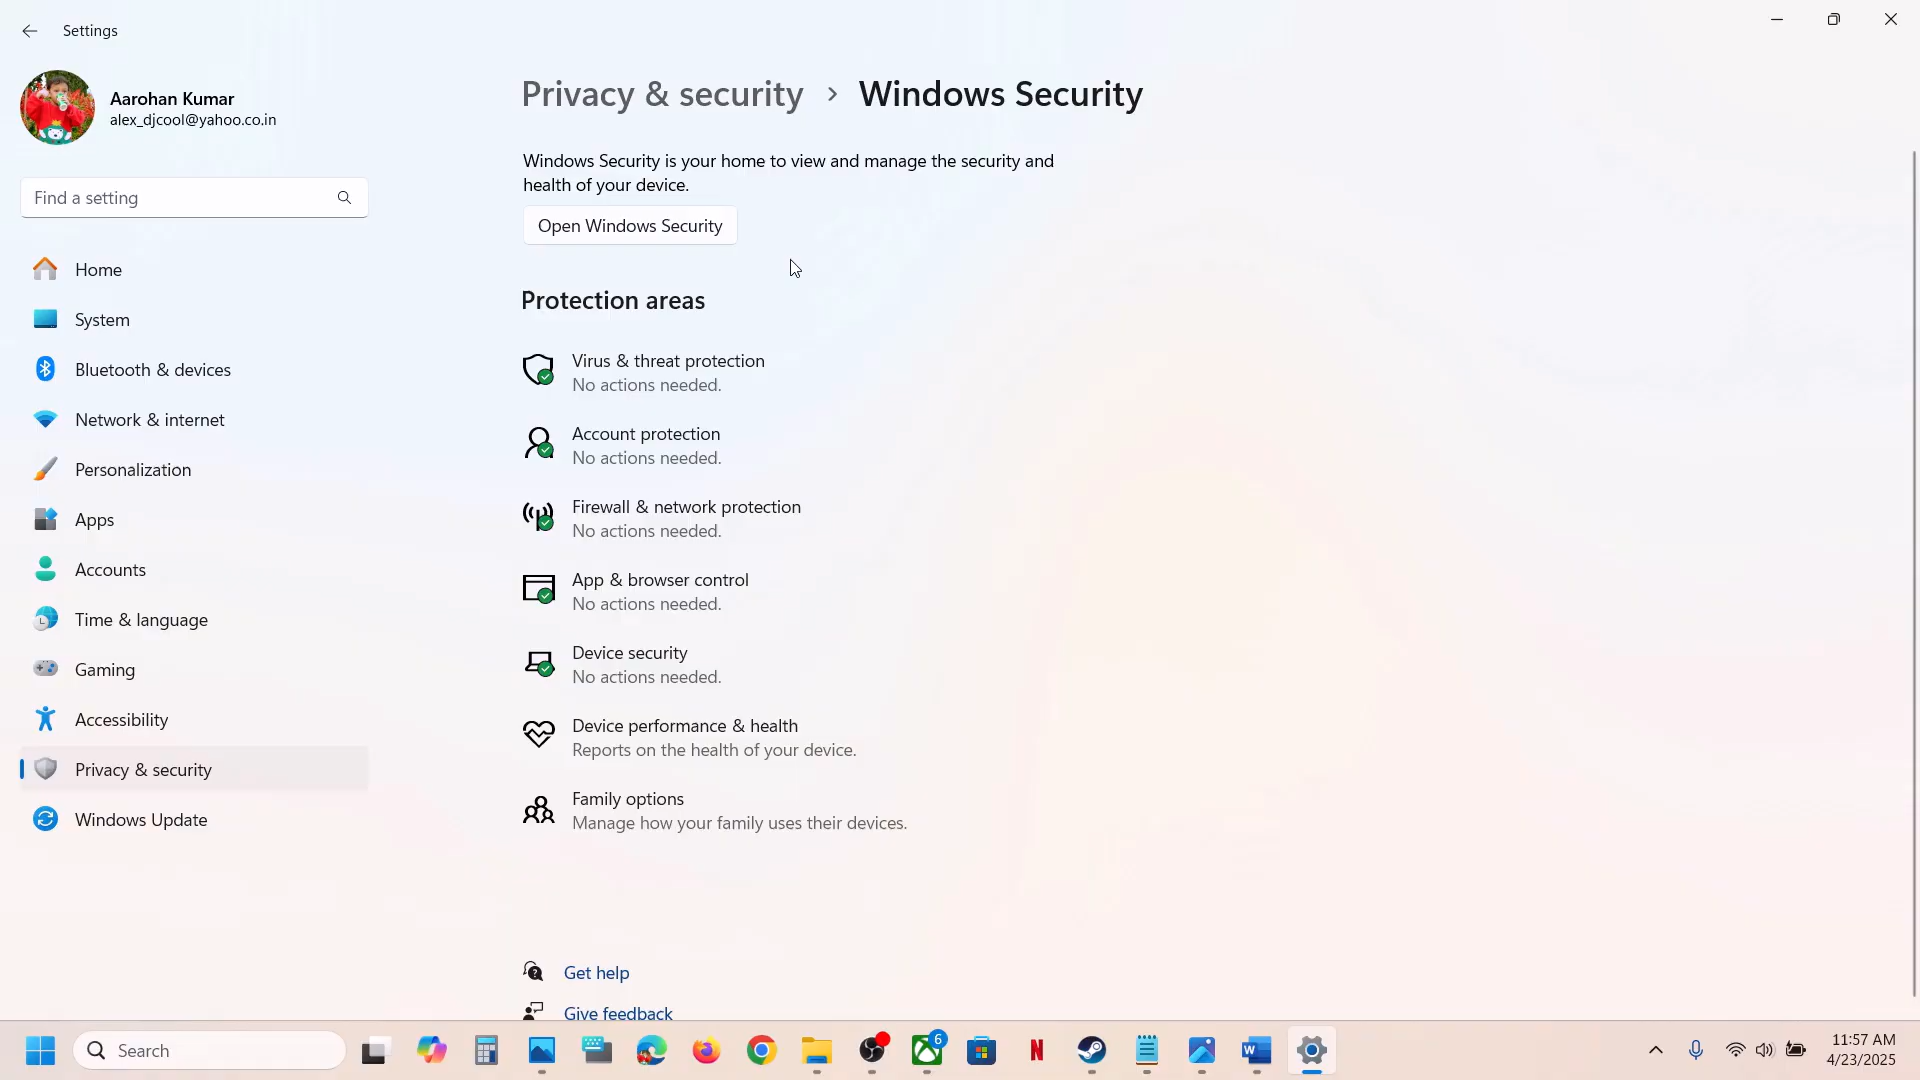 Settings
Aarohan Kumar
alex_djcool@yahoo.co.in
Find a setting
Home
System
Bluetooth & devices
Network & internet
Personalization
Apps
Accounts
Time & language
Gaming
Accessibility
Privacy & security
Windows Update
Privacy & security > Windows Security
Windows Security is your home to view and manage the security and
health of your device.
Open Windows Security
Protection areas
Virus & threat protection
No actions needed.
Account protection
No actions needed.
Firewall & network protection
No actions needed.
App & browser control
No actions needed.
Device security
No actions needed.
Device performance & health
Reports on the health of your device.
Family options
Manage how your family uses their devices.
Get help
Give feedback
Search
6
11:57 AM
4/23/2025